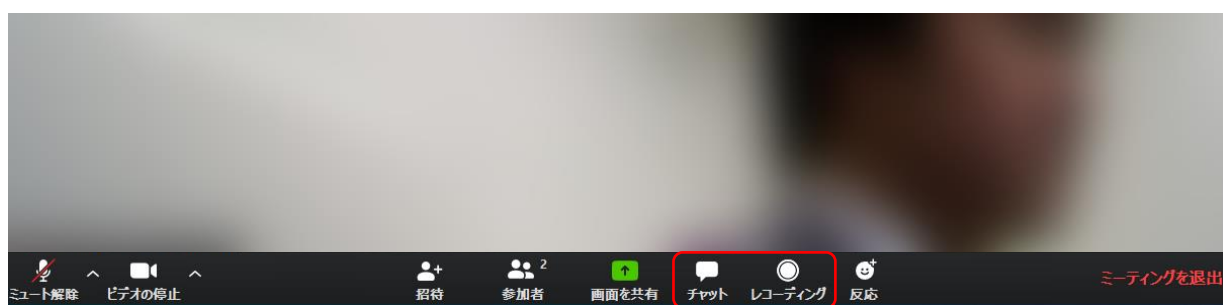 2
ミュート解除 ビデオの停止 招待 参加者 画面を共有 チャット レコーディング 反応 ミーティングを退出